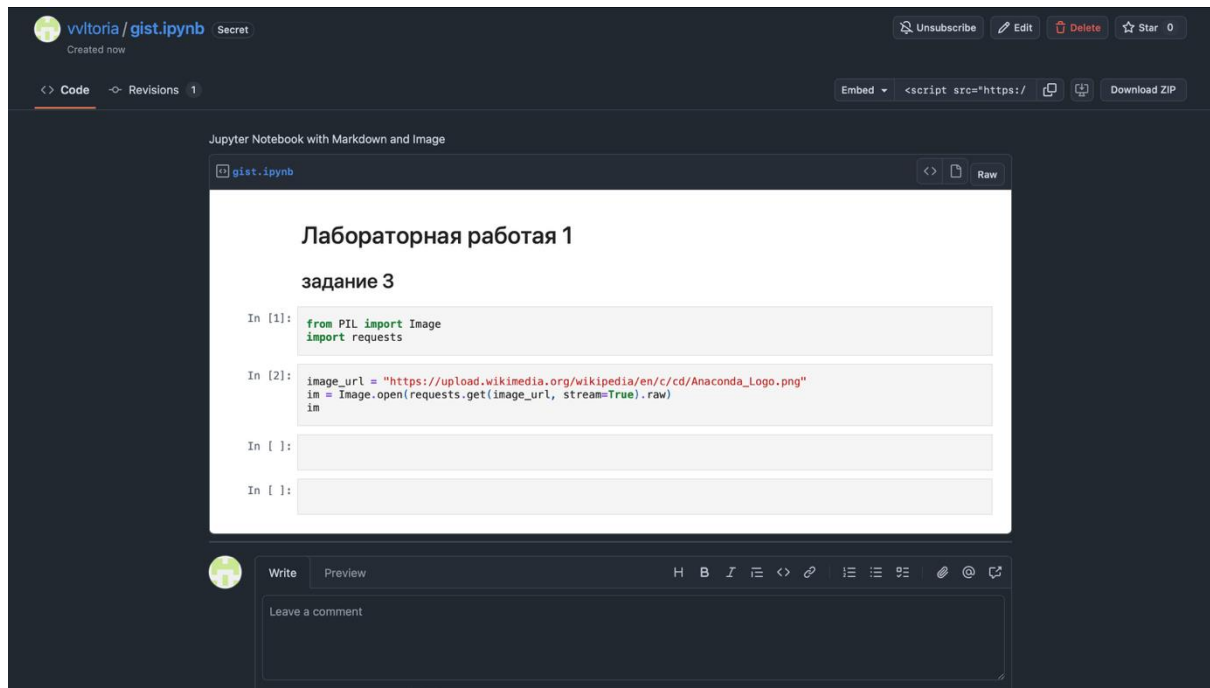 vvltoria / gist.ipynb Secret
Unsubscribe Edit Delete Star 0
Created now
Code Revisions 1
Embed <script src="https:/ Download ZIP
Jupyter Notebook with Markdown and Image
gist.ipynb
Raw
Лабораторная работая 1
задание 3
In [1]: from PIL import Image
import requests
In [2]: image_url = "https://upload.wikimedia.org/wikipedia/en/c/cd/Anaconda_Logo.png"
im = Image.open(requests.get(image_url, stream=True).raw)
im
In [ ]:
In [ ]:
Write Preview
Leave a comment